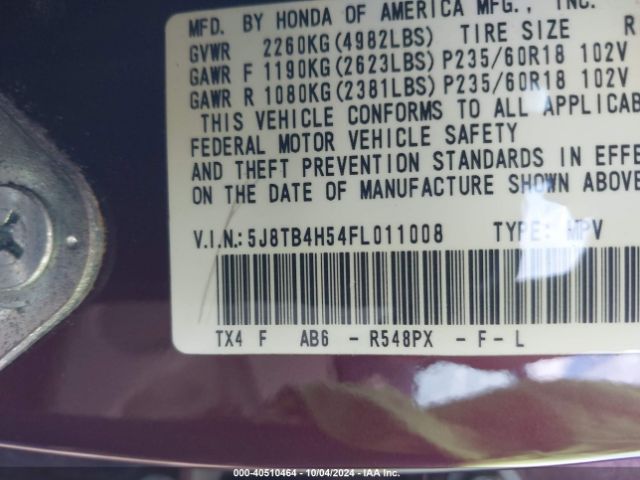 MFD. BY HONDA OF AMERICA MFG., INC.
GVWR 2260KG(4982LBS) TIRE SIZE R
GAWR F 1190KG(2623LBS) P235/60R18 102V
GAWR R 1080KG(2381LBS) P235/60R18 102V
THIS VEHICLE CONFORMS TO ALL APPLICAB
FEDERAL MOTOR VEHICLE SAFETY
AND THEFT PREVENTION STANDARDS IN EFFE
ON THE DATE OF MANUFACTURE SHOWN ABOVE
V.I.N.: 5J8TB4H54FL011008 TYPE: MPV
TX4 F AB6 - R548PX - F - L
00-40510464 - 10/04/2024 - IAA Inc.